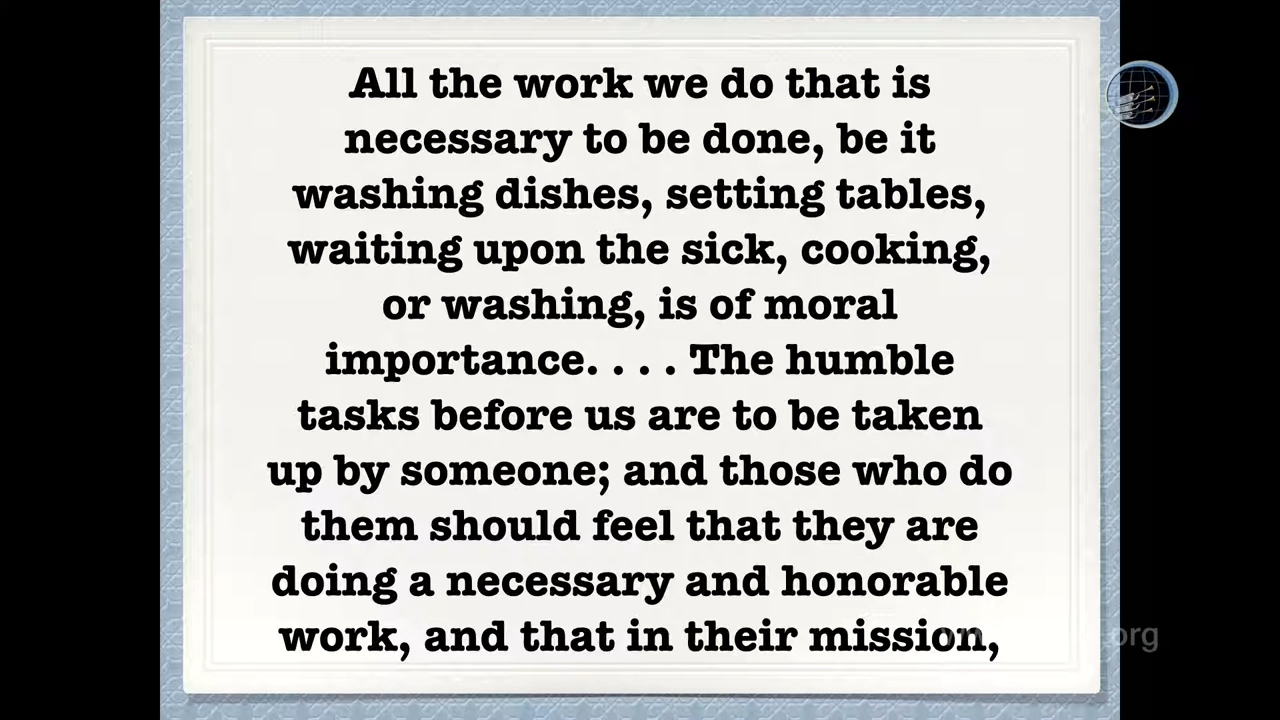 All the work we do that is
necessary to be done, be it
washing dishes, setting tables,
waiting upon the sick, cooking,
or washing, is of moral
importance. . . . The humble
tasks before us are to be taken
up by someone; and those who do
them should feel that they are
doing a necessary and honorable
work, and that in their mission,
org